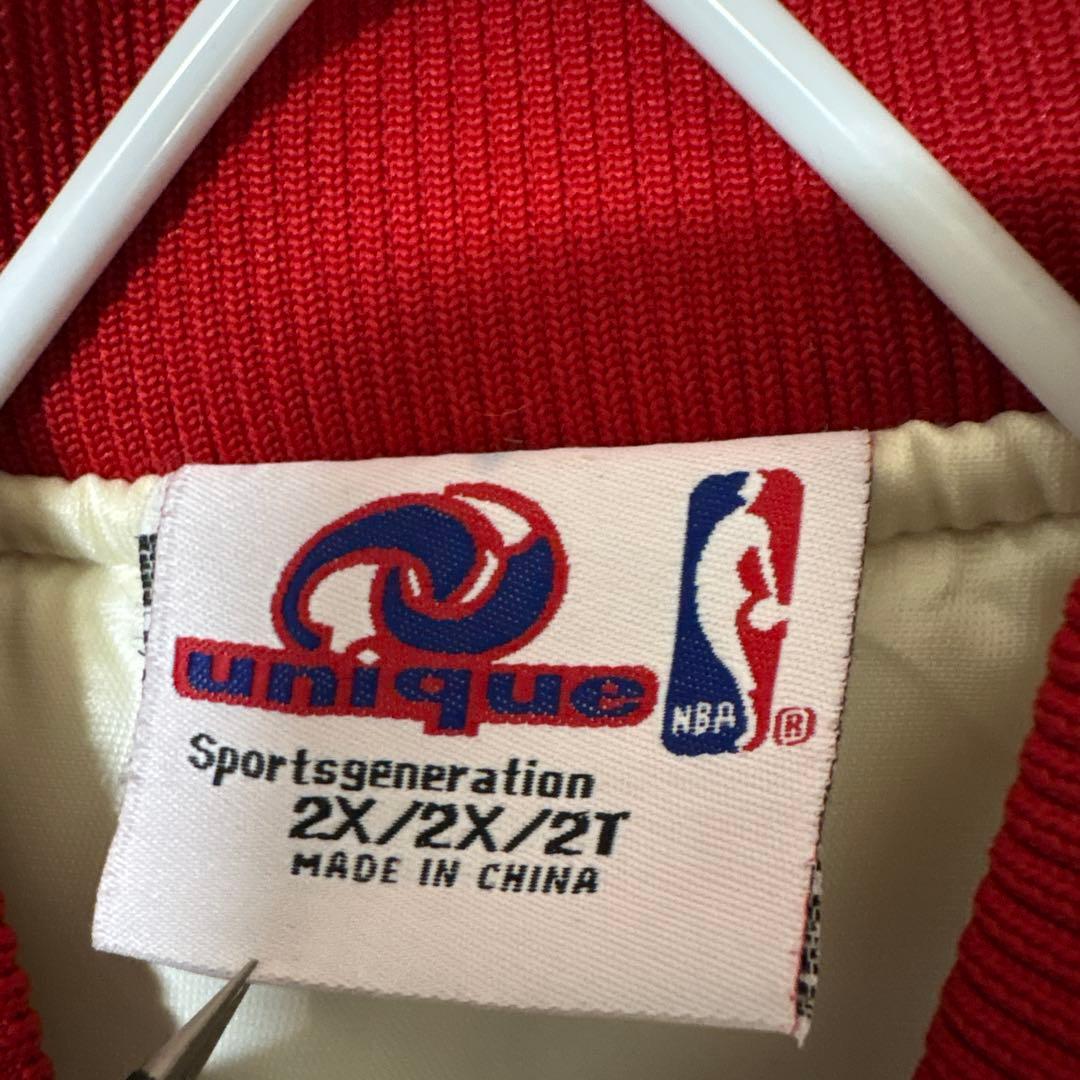 unique
NBA ®
Sportsgeneration
2X/2X/2T
MADE IN CHINA